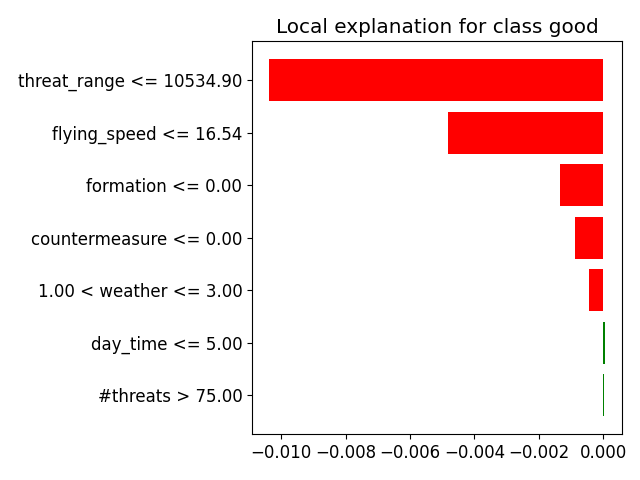 Local explanation for class good
threat_range <= 10534.90
flying_speed <= 16.54
formation <= 0.00
countermeasure <= 0.00
1.00 < weather <= 3.00
day_time <= 5.00
#threats > 75.00
−0.010 −0.008 −0.006 −0.004 −0.002 0.000